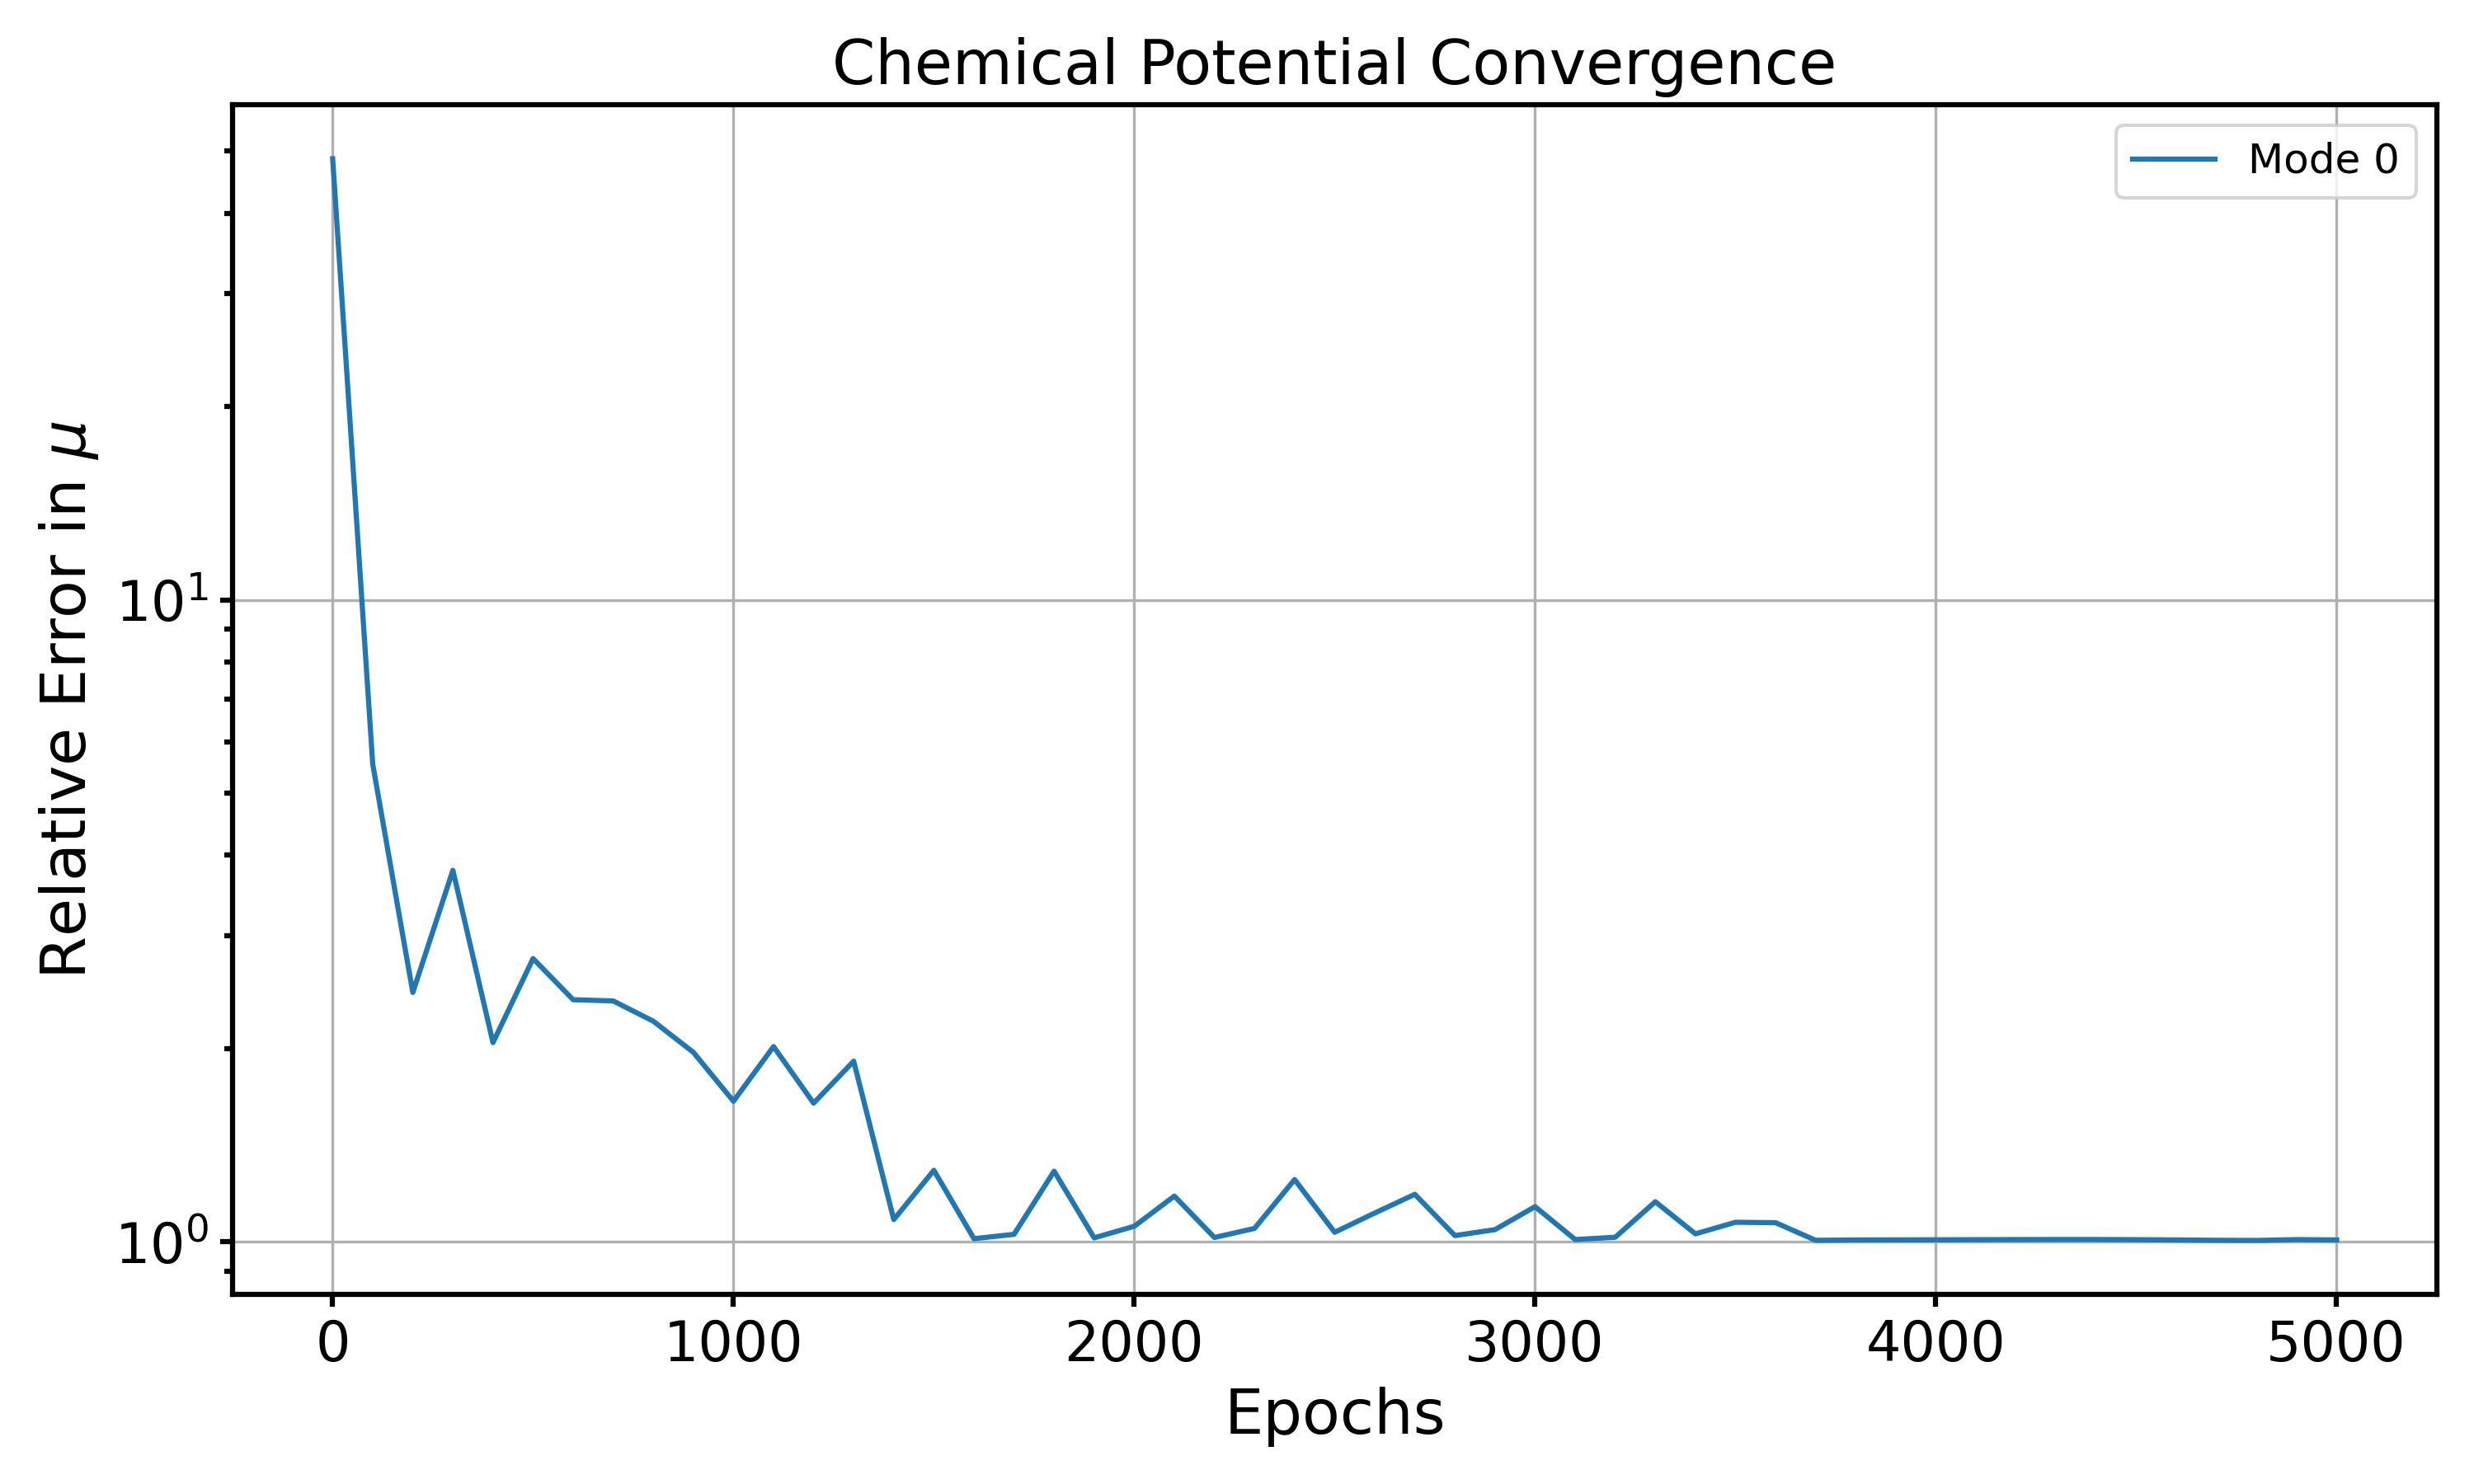 Chemical Potential Convergence
Mode 0
Relative Error in μ
10¹
10⁰
0 1000 2000 3000 4000 5000
Epochs